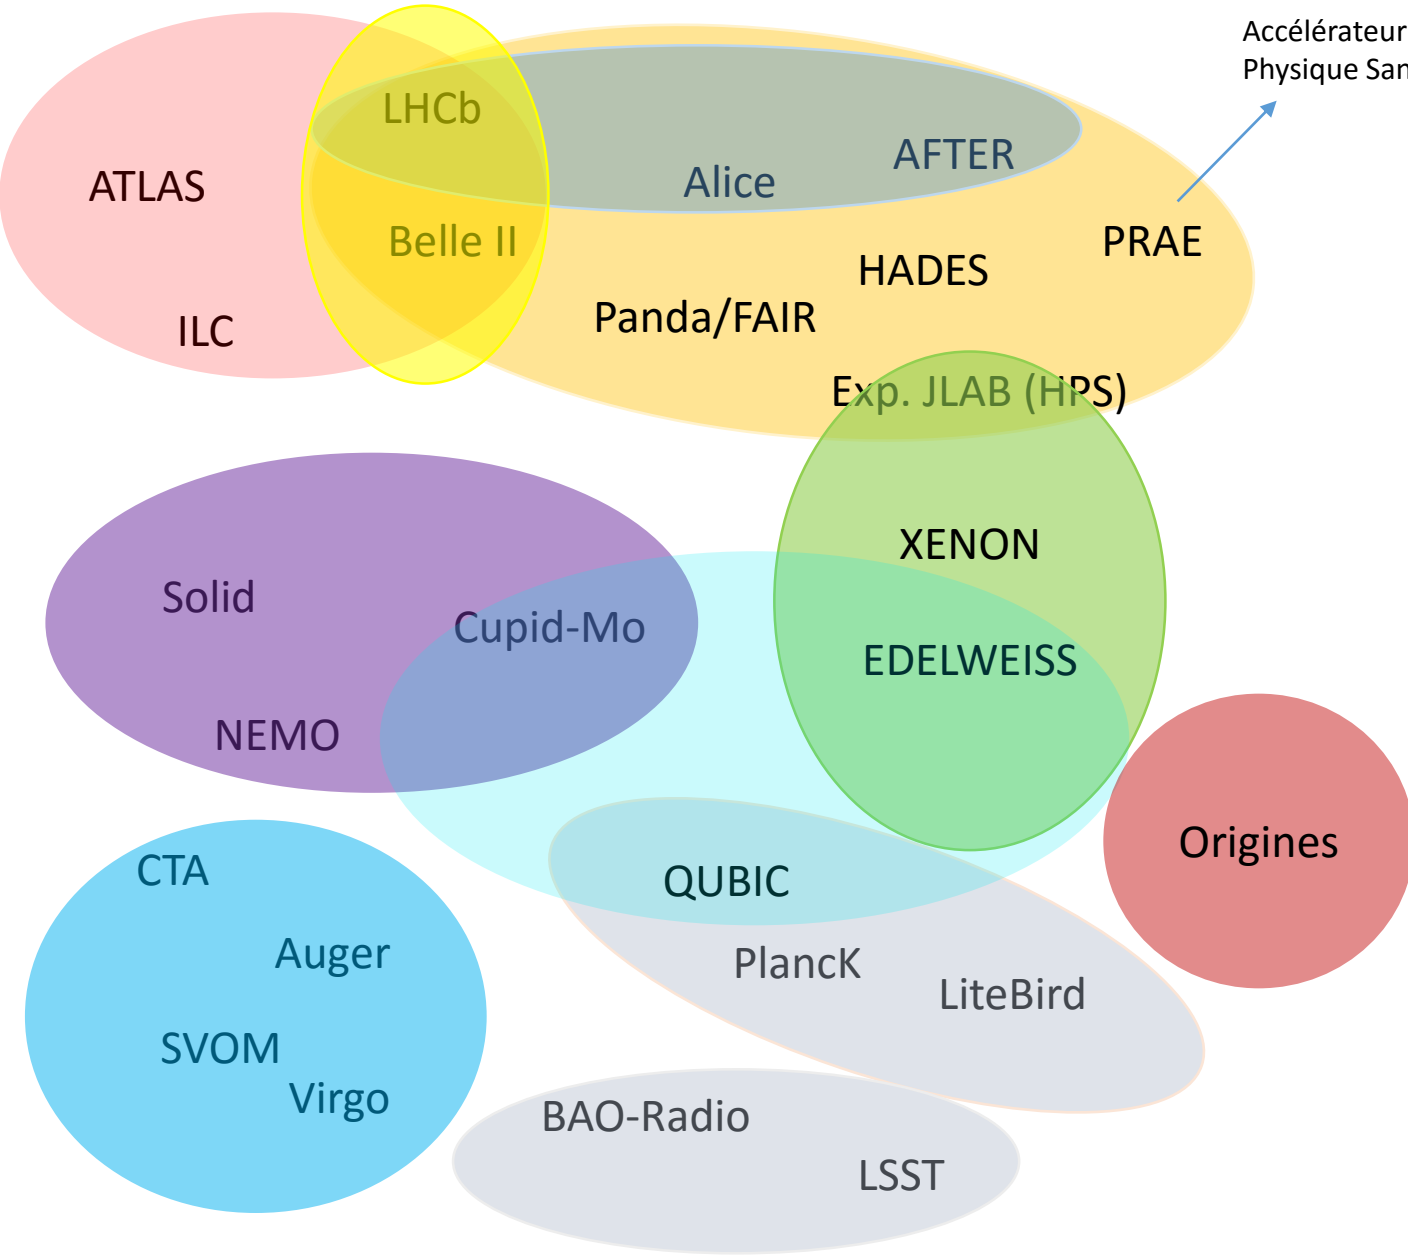 Accélérateur
Physique San
LHCb
ATLAS
Alice
AFTER
Belle II
HADES
PRAE
Panda/FAIR
ILC
Exp. JLAB (HPS)
XENON
Solid
Cupid-Mo
EDELWEISS
NEMO
Origines
CTA
QUBIC
Auger
PlancK
LiteBird
SVOM
Virgo
BAO-Radio
LSST